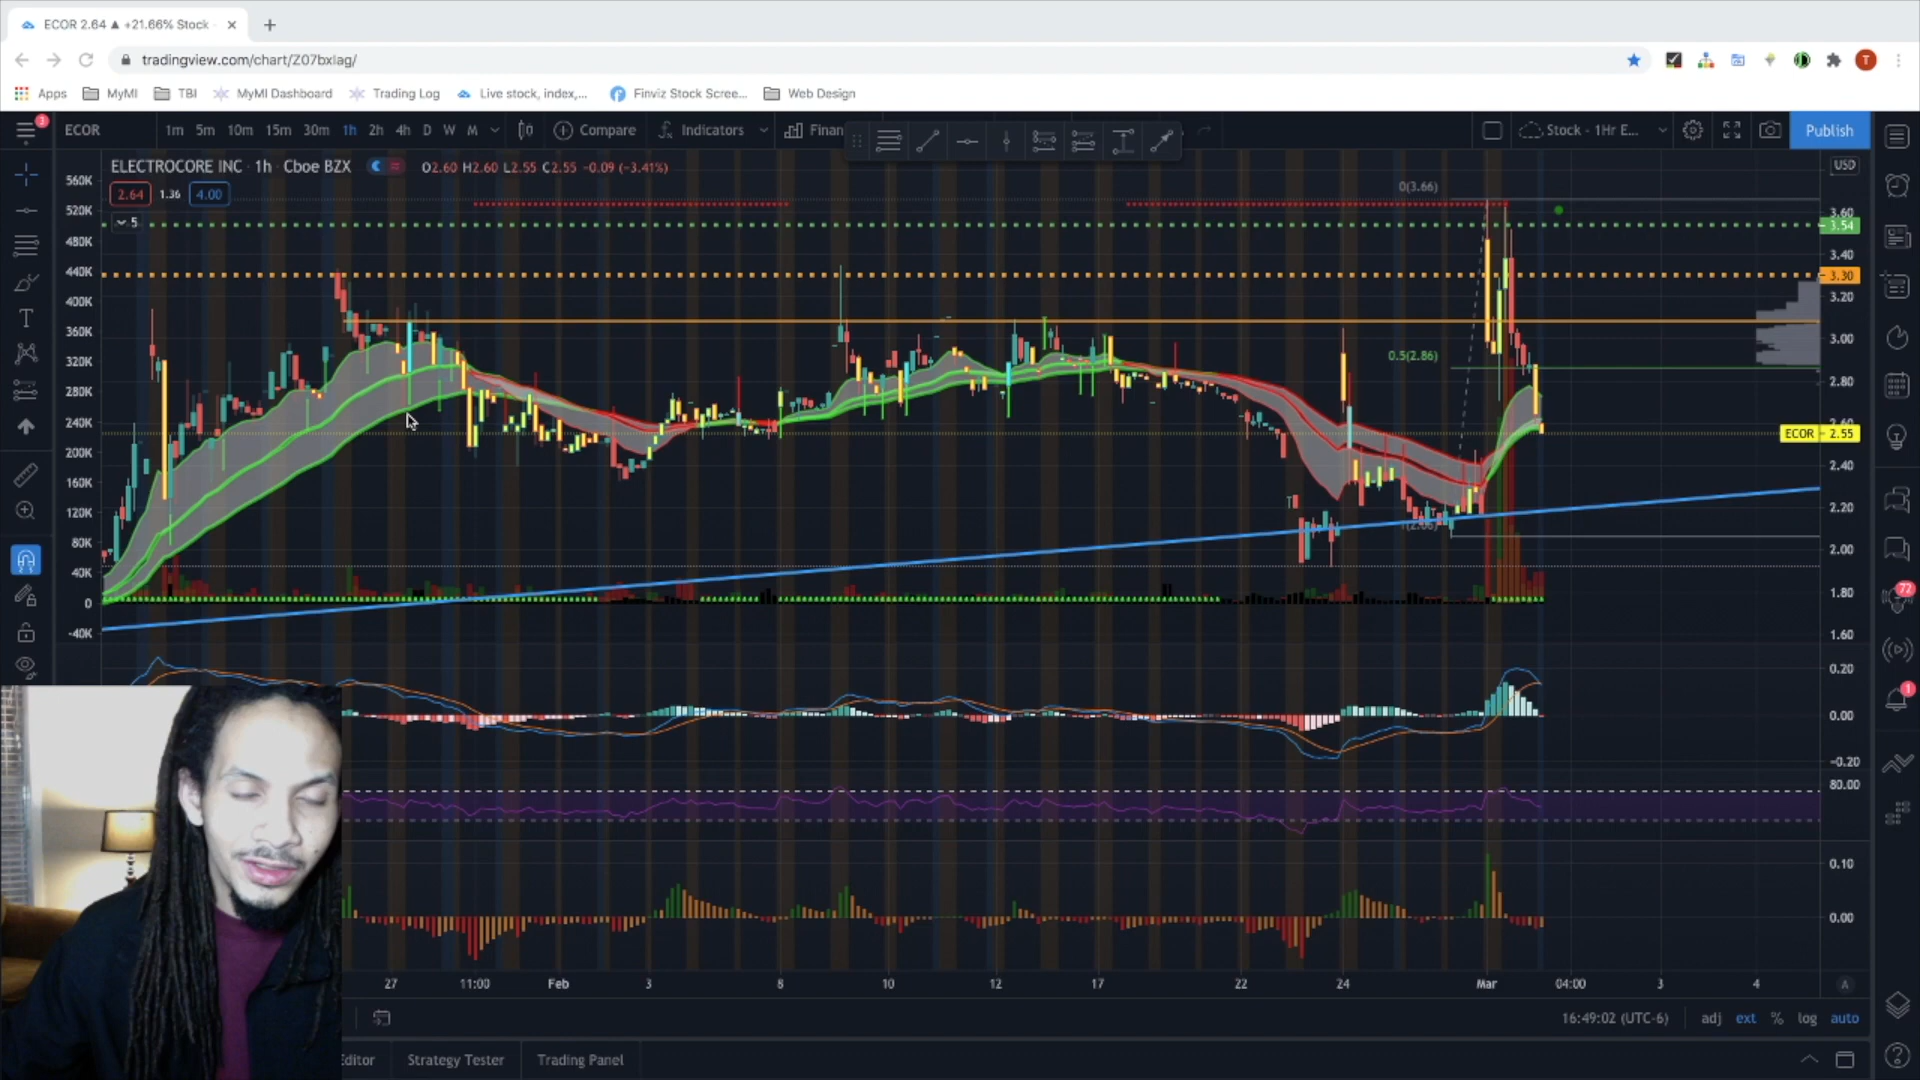 ECOR 2.64 ▲ +21.66% Stock
tradingview.com/chart/Z07bxlag/
T
Apps MyMI TBI MyMI Dashboard Trading Log Live stock, index,... Finviz Stock Scree... Web Design
3
ECOR 1m 5m 10m 15m 30m 1h 2h 4h D W M Compare Indicators Finan Stock - 1Hr E... Publish
ELECTROCORE INC · 1h · Cboe BZX O2.60 H2.60 L2.55 C2.55 -0.09 (-3.41%)
USD
2.64 1.36 4.00
5
560K
520K
480K
440K
400K
360K
320K
280K
240K
200K
160K
120K
80K
40K
0
-40K
0(3.66)
0.5(2.86)
3.60
3.54
3.40
3.30
3.20
3.00
2.80
ECOR 2.55
2.40
2.20
2.00
1.80
1.60
0.20
0.00
-0.20
80.00
0.10
0.00
72
1
27 11:00 Feb 3 8 10 12 17 22 24 Mar 04:00 3 4 A
16:49:02 (UTC-6) adj ext % log auto
Editor Strategy Tester Trading Panel